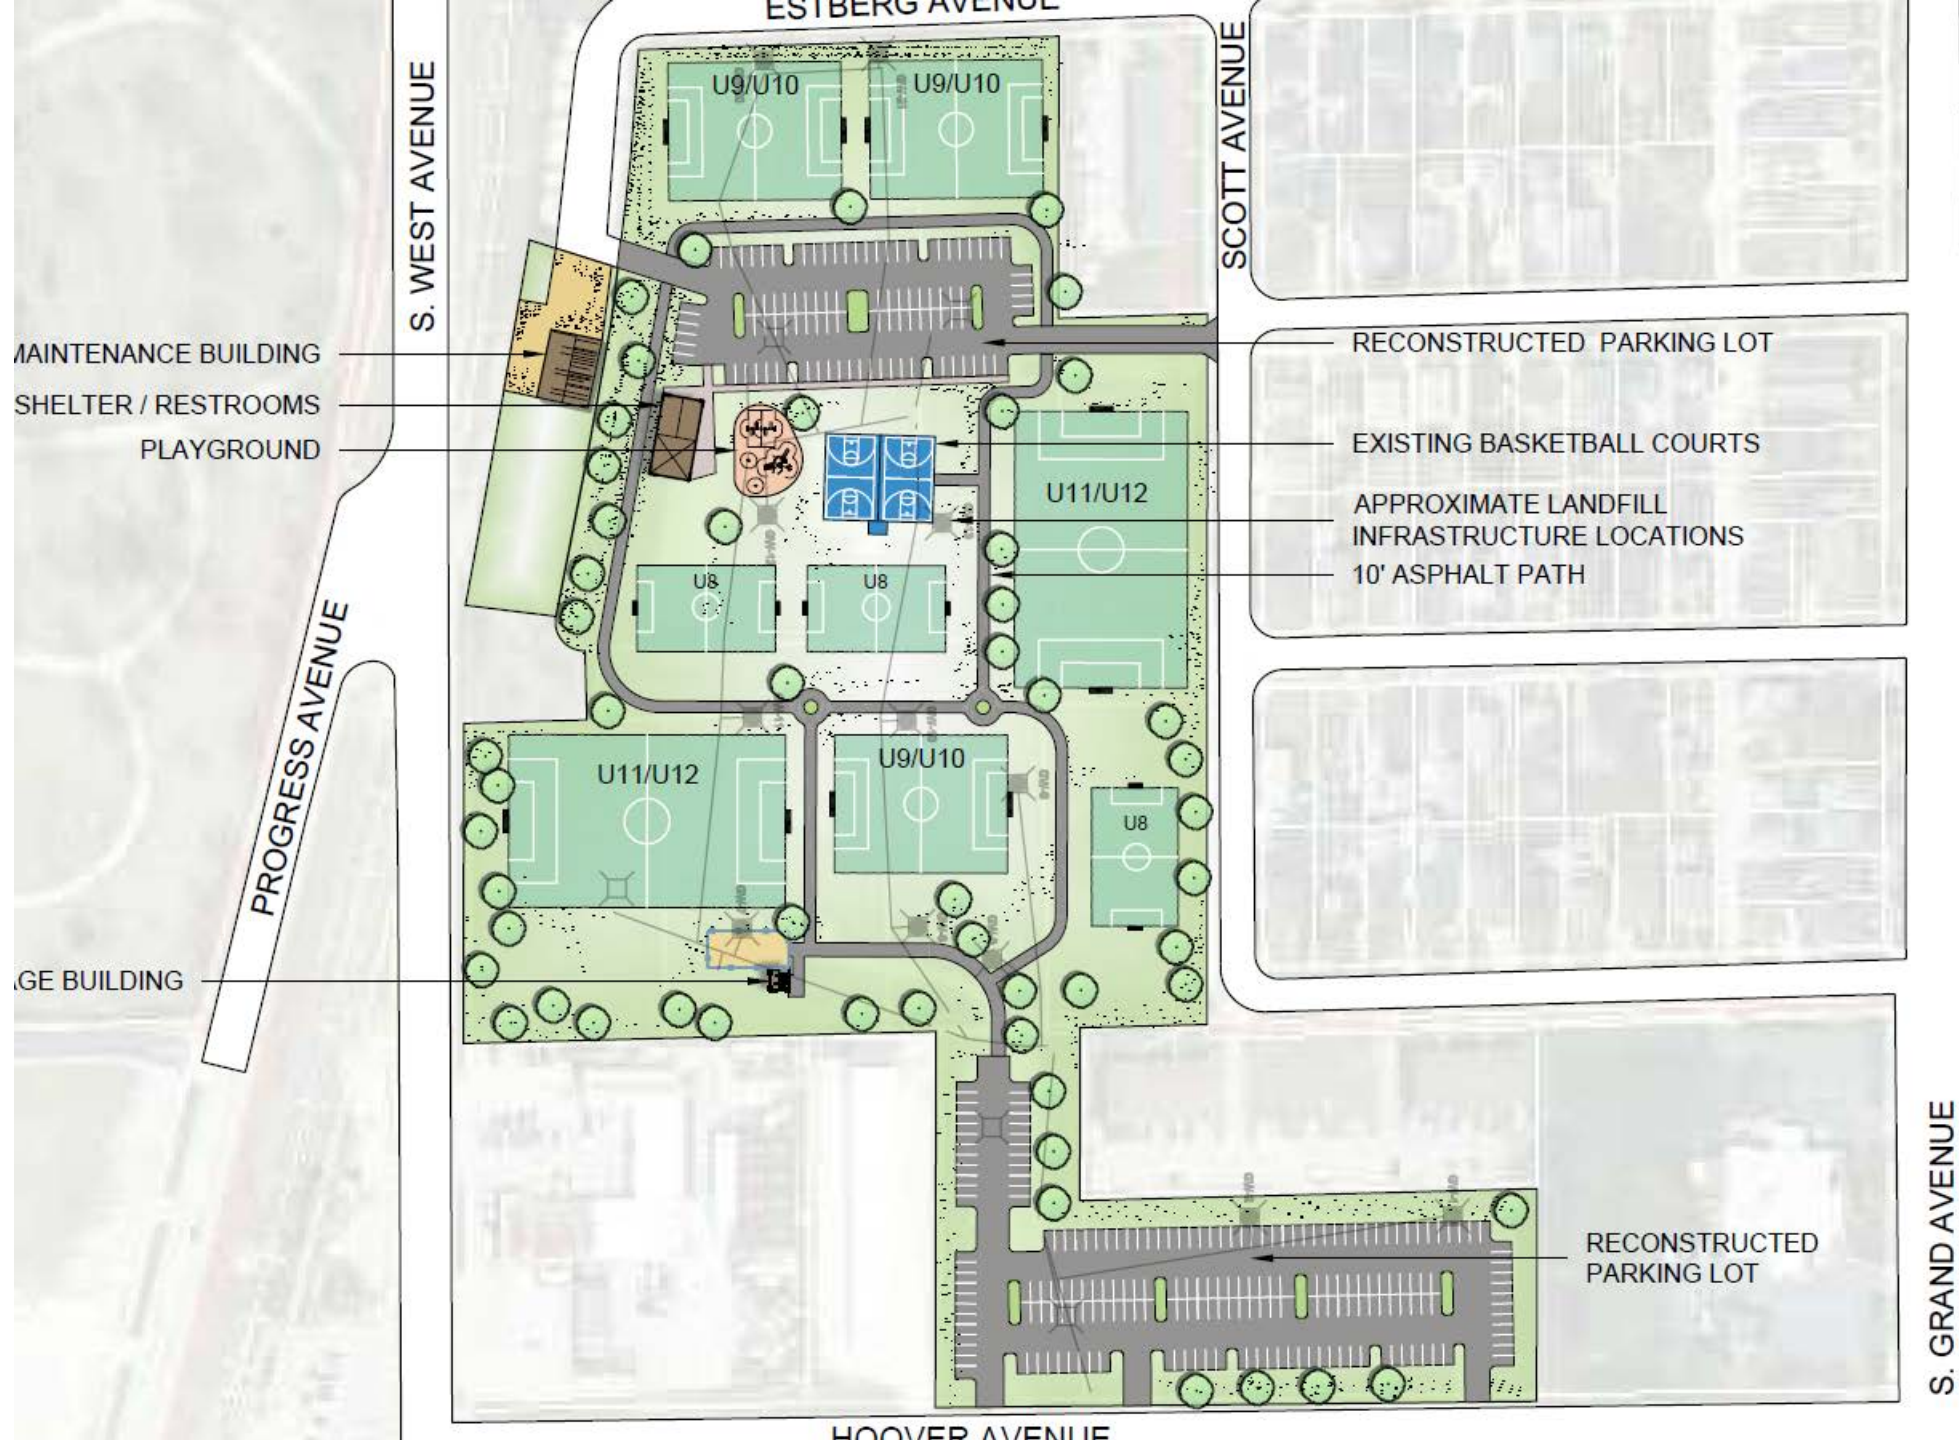 ESTBERG AVENUE
S. WEST AVENUE
SCOTT AVENUE
U9/U10
U9/U10
MAINTENANCE BUILDING
SHELTER / RESTROOMS
PLAYGROUND
RECONSTRUCTED PARKING LOT
EXISTING BASKETBALL COURTS
APPROXIMATE LANDFILL
INFRASTRUCTURE LOCATIONS
10' ASPHALT PATH
U11/U12
U8
U8
PROGRESS AVENUE
U11/U12
U9/U10
U8
AGE BUILDING
RECONSTRUCTED
PARKING LOT
S. GRAND AVENUE
HOOVER AVENUE